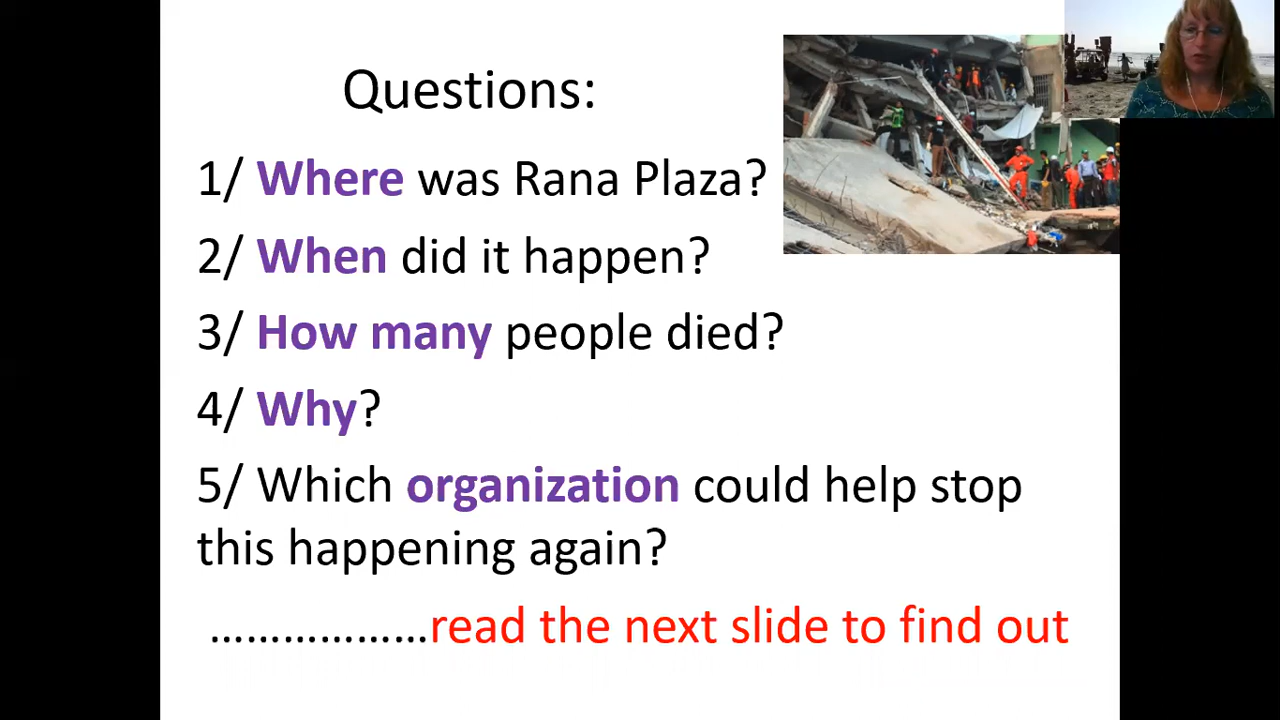 Questions:
1/ Where was Rana Plaza?
2/ When did it happen?
3/ How many people died?
4/ Why?
5/ Which organization could help stop
this happening again?
………………read the next slide to find out